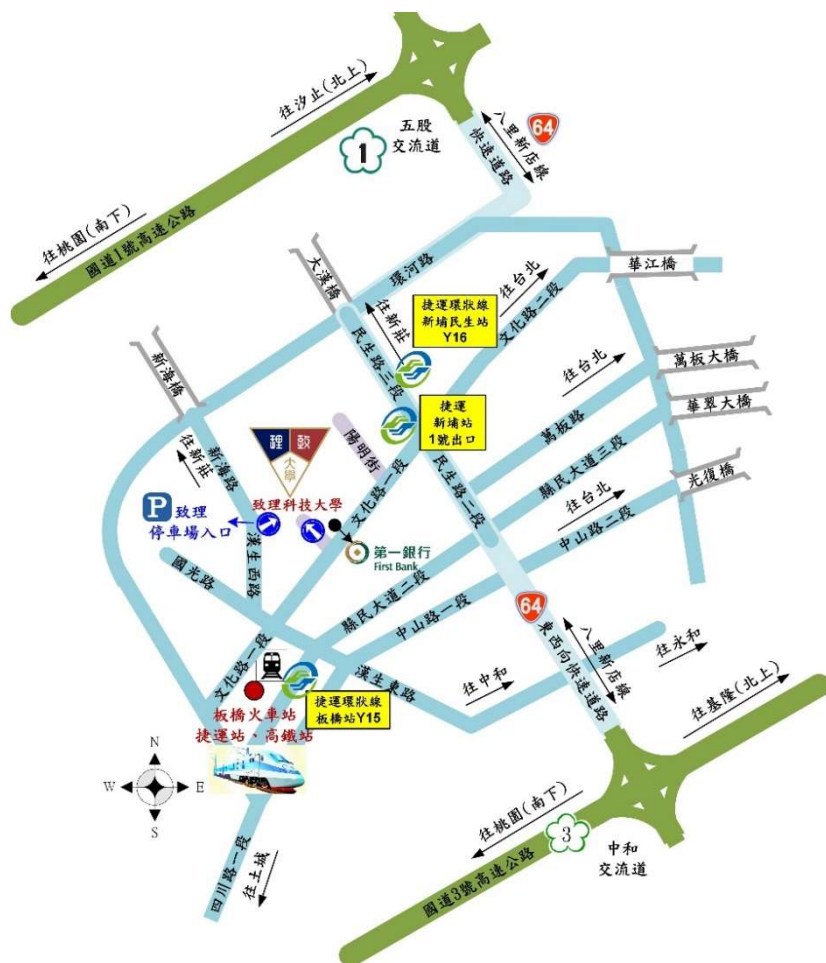 往汐止(北上)
五股
交流道
1
64
八里新店線
快速道路
往桃園(南下)
國道1號高速公路
大漢橋
環河路
往新莊
捷運環狀線
新埔民生站
Y16
往台北
文化路二段
華江橋
新海橋
民生路三段
捷運
新埔站
1號出口
往台北
萬板大橋
萬板路
華翠大橋
往新莊
新海路
致理
大學
陽明街
文化路一段
民生路二段
縣民大道三段
往台北
光復橋
P 致理
停車場入口
致理科技大學
漢生西路
第一銀行
First Bank
中山路二段
國光路
縣民大道二段
中山路一段
64
東西向快速道路
八里新店線
往永和
文化路一段
漢生東路
往中和
捷運環狀線
板橋站Y15
板橋火車站
捷運站、高鐵站
往基隆(北上)
N
W
E
S
往桃園(南下)
3
中和
交流道
國道3號高速公路
四川路一段
往土城